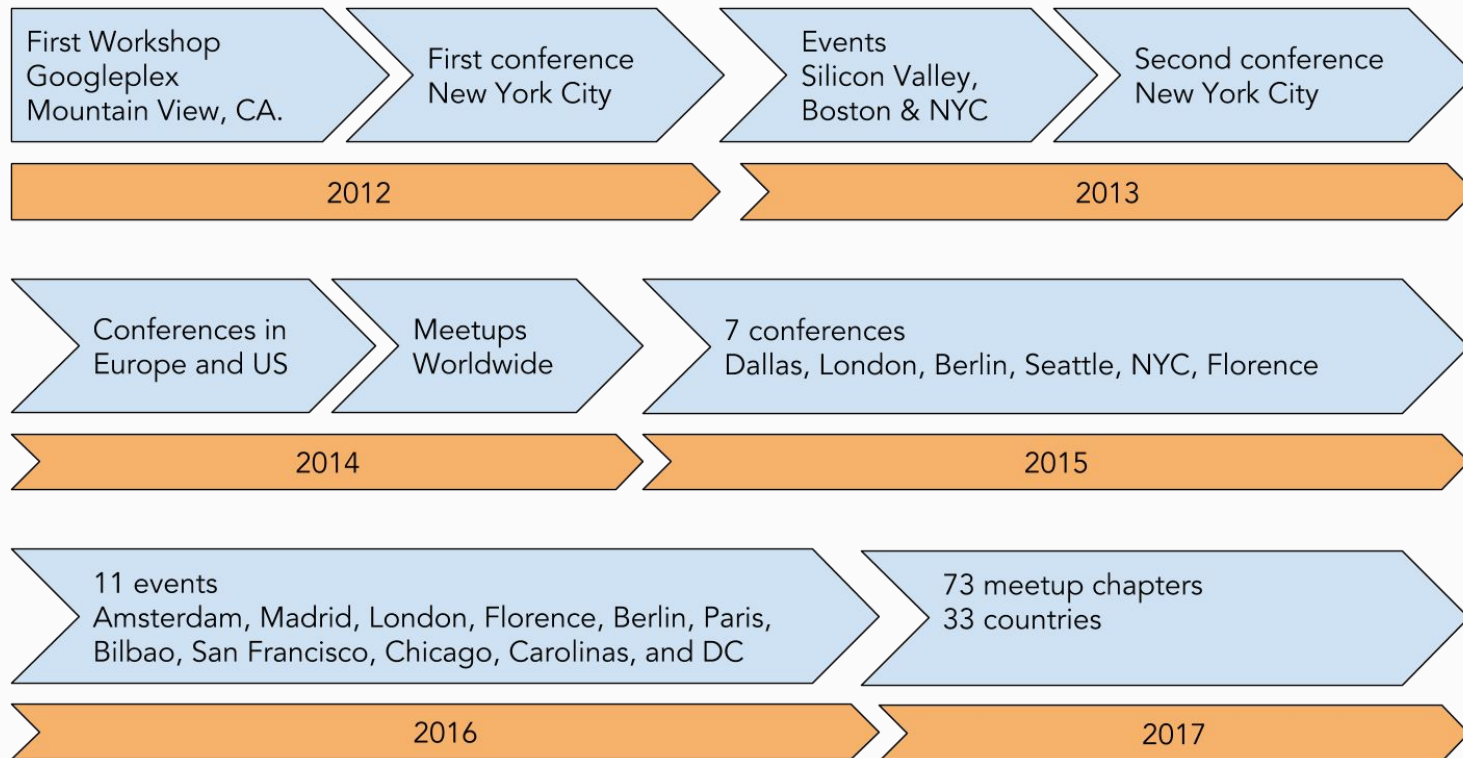 First Workshop
Googleplex
Mountain View, CA.
First conference
New York City
Events
Silicon Valley,
Boston & NYC
Second conference
New York City
2012
2013
Conferences in
Europe and US
Meetups
Worldwide
7 conferences
Dallas, London, Berlin, Seattle, NYC, Florence
2014
2015
11 events
Amsterdam, Madrid, London, Florence, Berlin, Paris,
Bilbao, San Francisco, Chicago, Carolinas, and DC
73 meetup chapters
33 countries
2016
2017